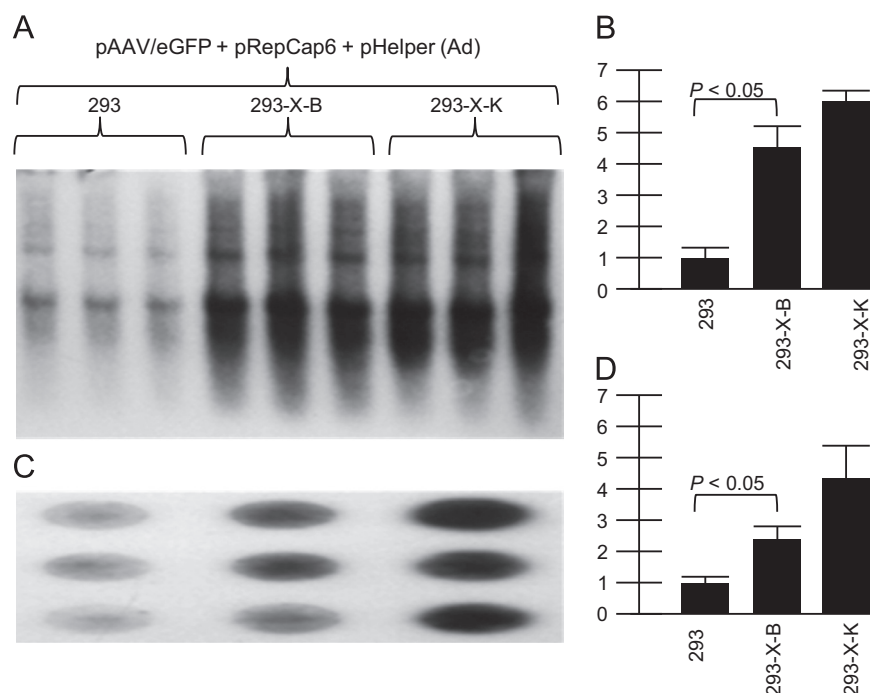 A
pAAV/eGFP + pRepCap6 + pHelper (Ad)
293 293-X-B 293-X-K
B
7
6
5
4
3
2
1
0
P < 0.05
293 293-X-B 293-X-K
C
D
7
6
5
4
3
2
1
0
P < 0.05
293 293-X-B 293-X-K